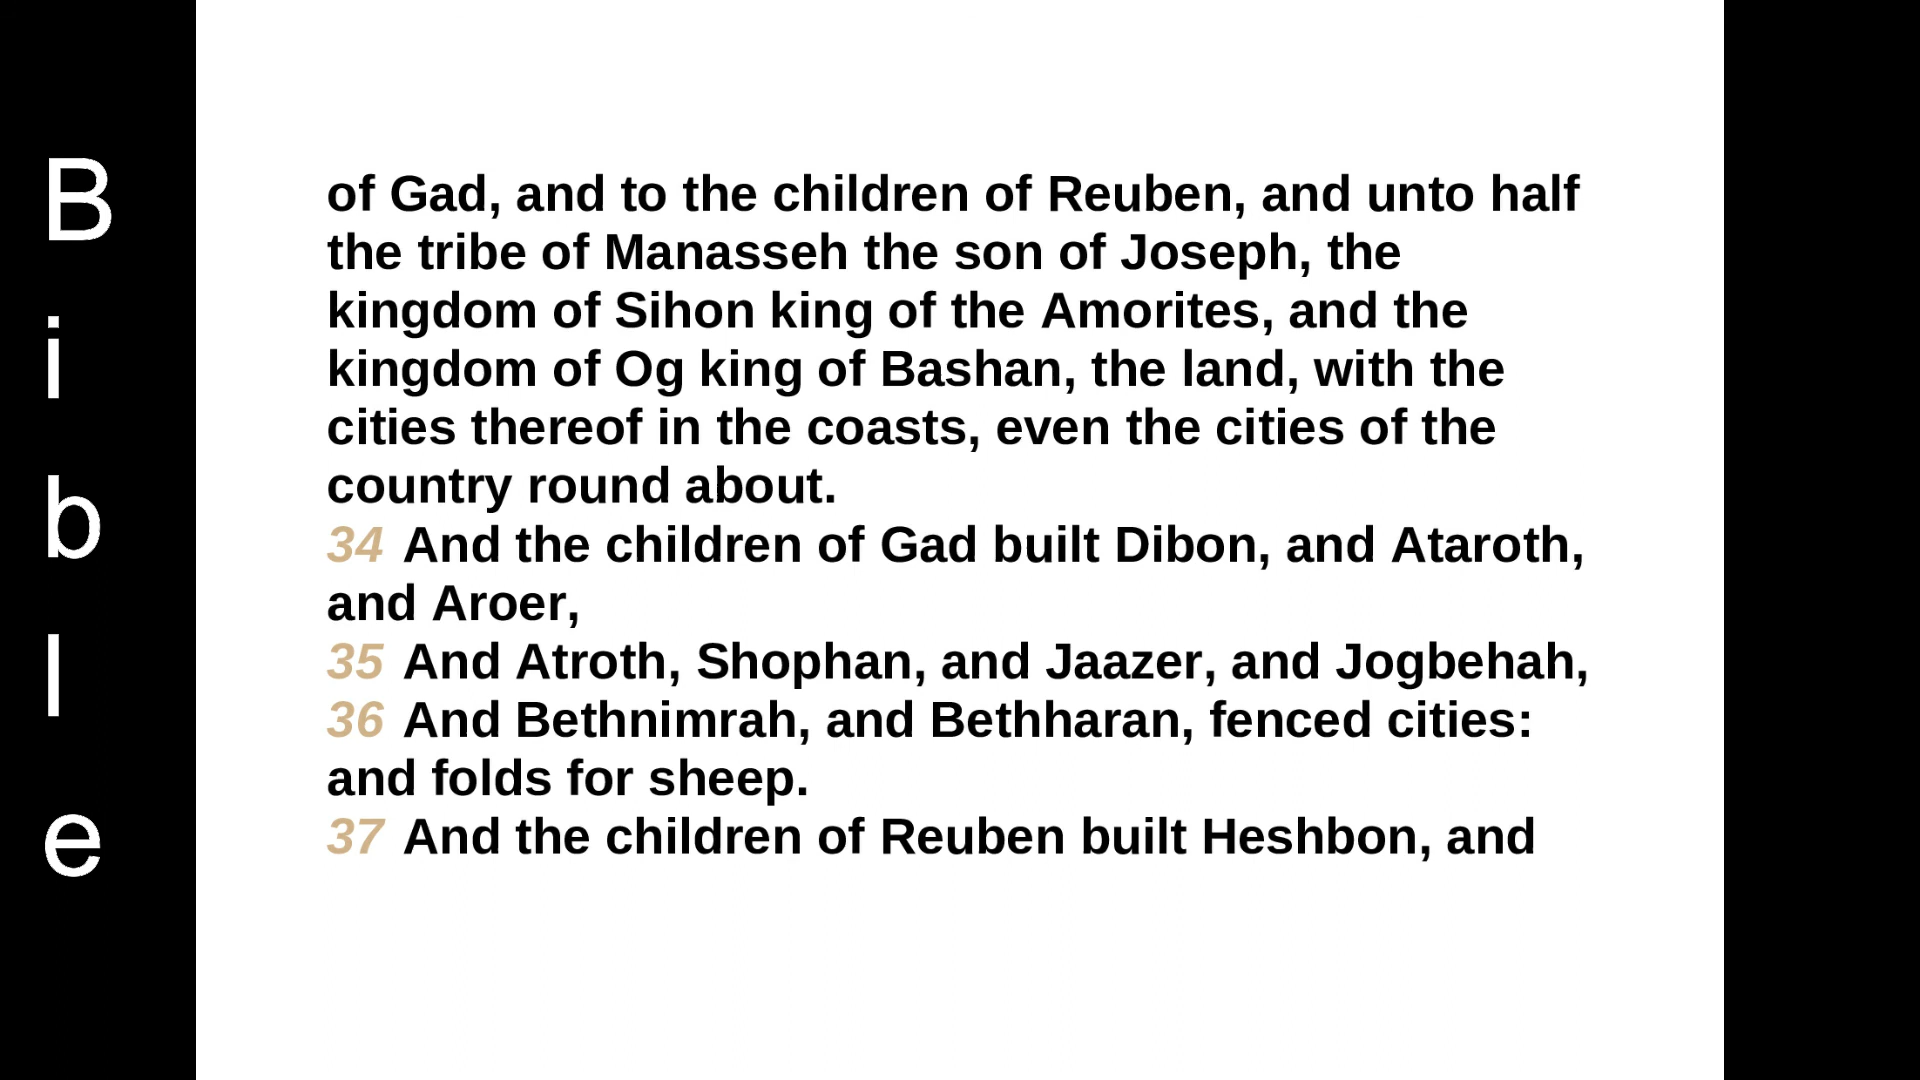 Bible
of Gad, and to the children of Reuben, and unto half
the tribe of Manasseh the son of Joseph, the
kingdom of Sihon king of the Amorites, and the
kingdom of Og king of Bashan, the land, with the
cities thereof in the coasts, even the cities of the
country round about.
34 And the children of Gad built Dibon, and Ataroth,
and Aroer,
35 And Atroth, Shophan, and Jaazer, and Jogbehah,
36 And Bethnimrah, and Bethharan, fenced cities:
and folds for sheep.
37 And the children of Reuben built Heshbon, and